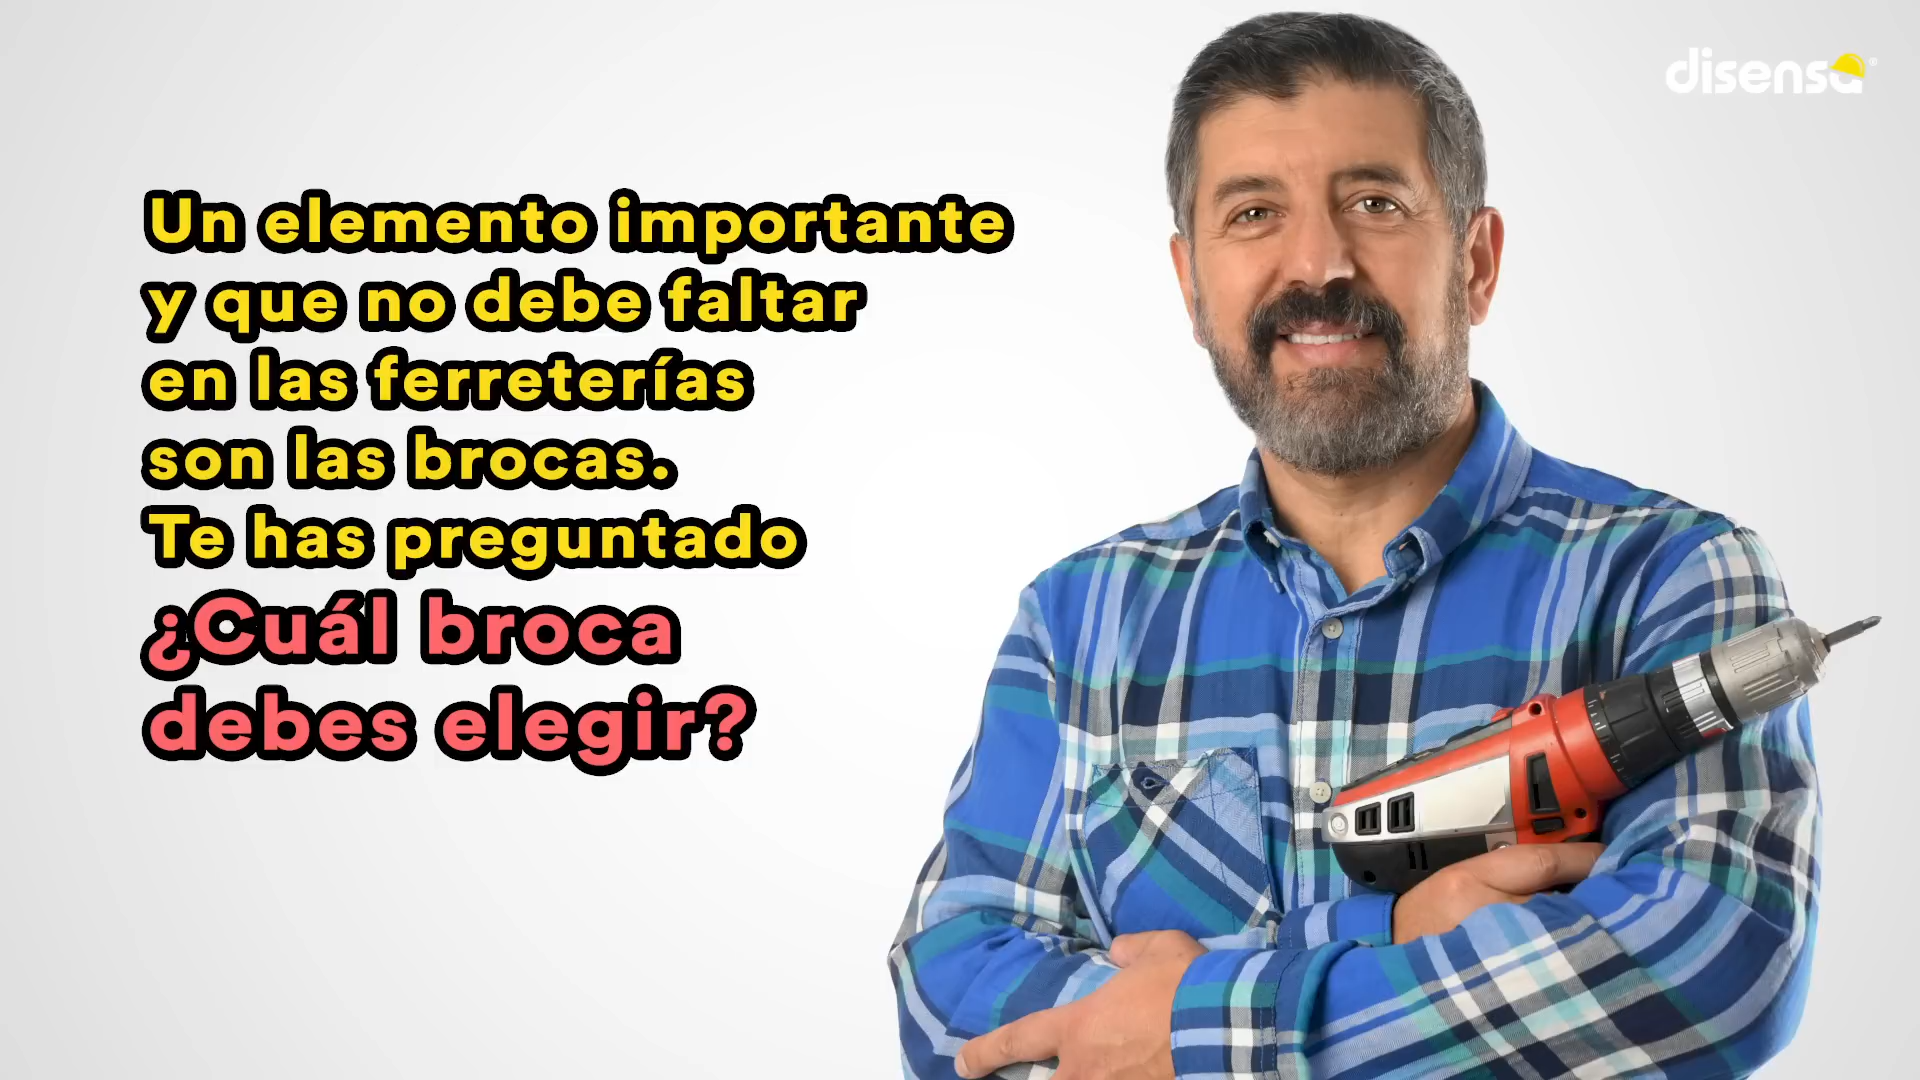 disensa®
Un elemento importante
y que no debe faltar
en las ferreterías
son las brocas.
Te has preguntado
¿Cuál broca
debes elegir?